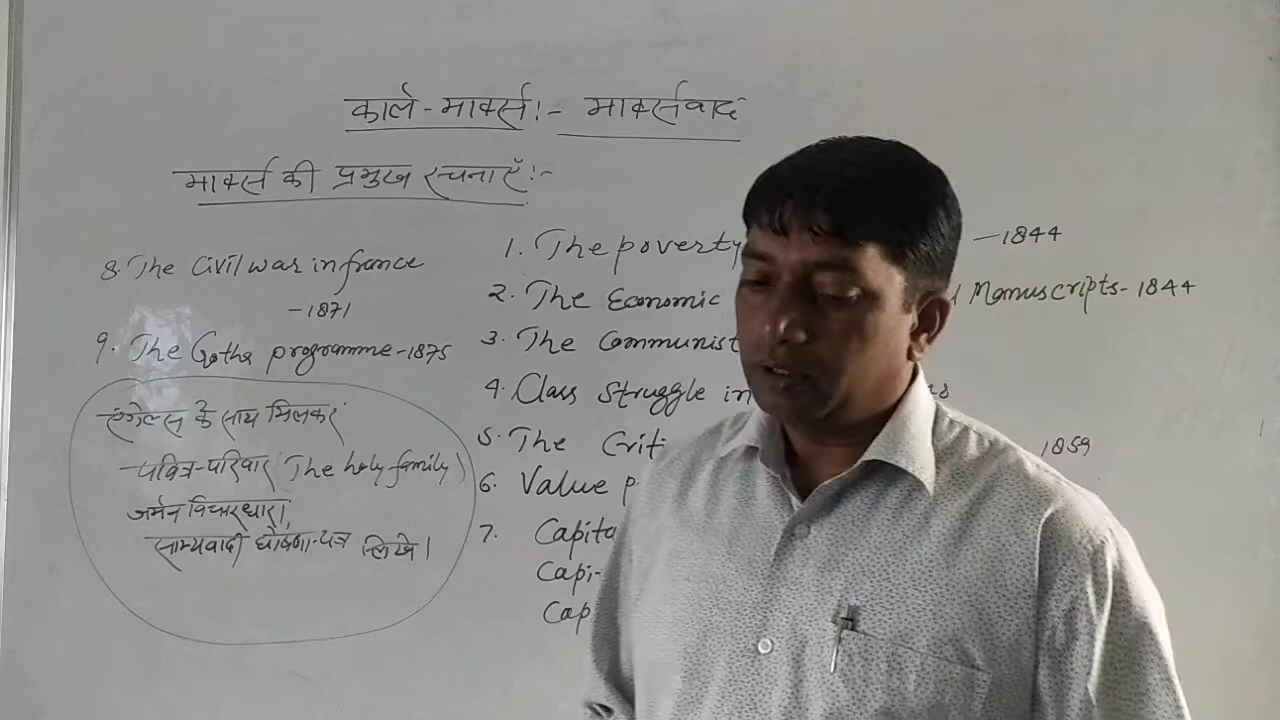 कार्ल-मार्क्स:- मार्क्सवाद
मार्क्स की प्रमुख रचनाएँ:-
1. The poverty - 1844
2. The Economic Manuscripts - 1844
3. The Communist
4. Class Struggle in
5. The Criti 1859
6. Value p
7. Capita
Capi-
Cap
8. The Civil war in france
- 1871
9. The Gotha programme - 1875
एंगेल्स के साथ मिलकर
- पवित्र-परिवार (The holy family)
जर्मन विचारधारा,
साम्यवादी घोषणा-पत्र लिखे।